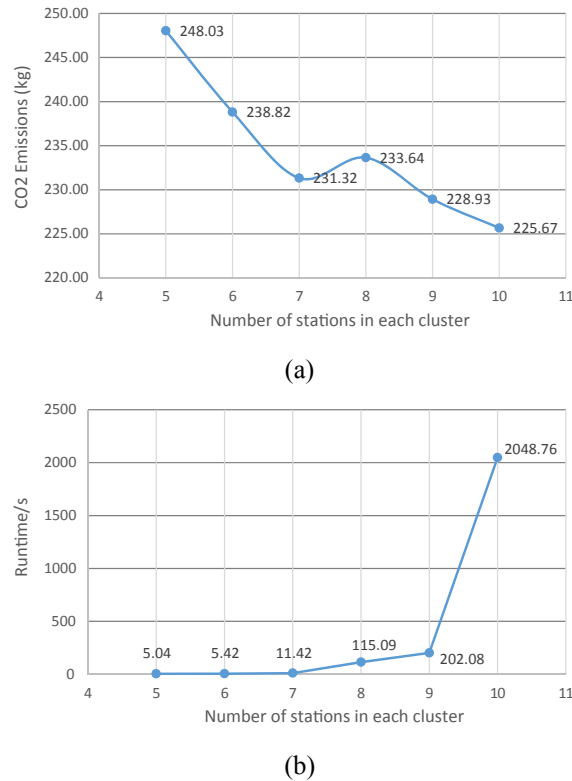 250.00
248.03
245.00
240.00
238.82
235.00
233.64
231.32
230.00
228.93
225.00
225.67
220.00
CO2 Emissions (kg)
4 5 6 7 8 9 10 11
Number of stations in each cluster
(a)
2500
2048.76
2000
1500
1000
500
5.04 5.42 11.42 115.09
202.08
0
Runtime/s
4 5 6 7 8 9 10 11
Number of stations in each cluster
(b)